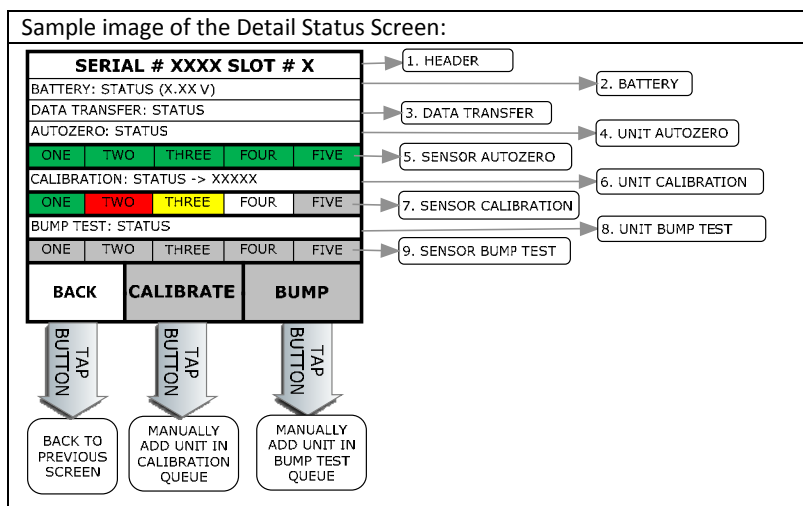 Sample image of the Detail Status Screen:
SERIAL # XXXX SLOT # X
1. HEADER
BATTERY: STATUS (X.XX V)
2. BATTERY
DATA TRANSFER: STATUS
3. DATA TRANSFER
AUTOZERO: STATUS
4. UNIT AUTOZERO
ONE TWO THREE FOUR FIVE
5. SENSOR AUTOZERO
CALIBRATION: STATUS -> XXXXX
6. UNIT CALIBRATION
ONE TWO THREE FOUR FIVE
7. SENSOR CALIBRATION
BUMP TEST: STATUS
8. UNIT BUMP TEST
ONE TWO THREE FOUR FIVE
9. SENSOR BUMP TEST
BACK CALIBRATE BUMP
TAP
BUTTON
TAP
BUTTON
TAP
BUTTON
BACK TO
PREVIOUS
SCREEN
MANUALLY
ADD UNIT IN
CALIBRATION
QUEUE
MANUALLY
ADD UNIT IN
BUMP TEST
QUEUE